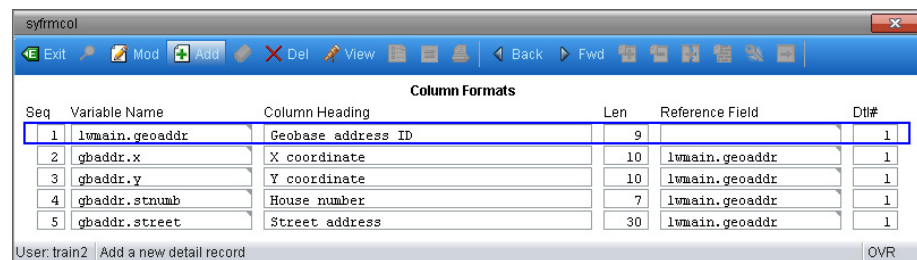 syfrmcol
Exit Mod Add Del View Back Fwd
Column Formats
Seq Variable Name Column Heading Len Reference Field Dtl#
1 lwmain.geoaddr Geobase address ID 9 1
2 gbaddr.x X coordinate 10 lwmain.geoaddr 1
3 gbaddr.y Y coordinate 10 lwmain.geoaddr 1
4 gbaddr.stnumb House number 7 lwmain.geoaddr 1
5 gbaddr.street Street address 30 lwmain.geoaddr 1
User: train2 Add a new detail record OVR